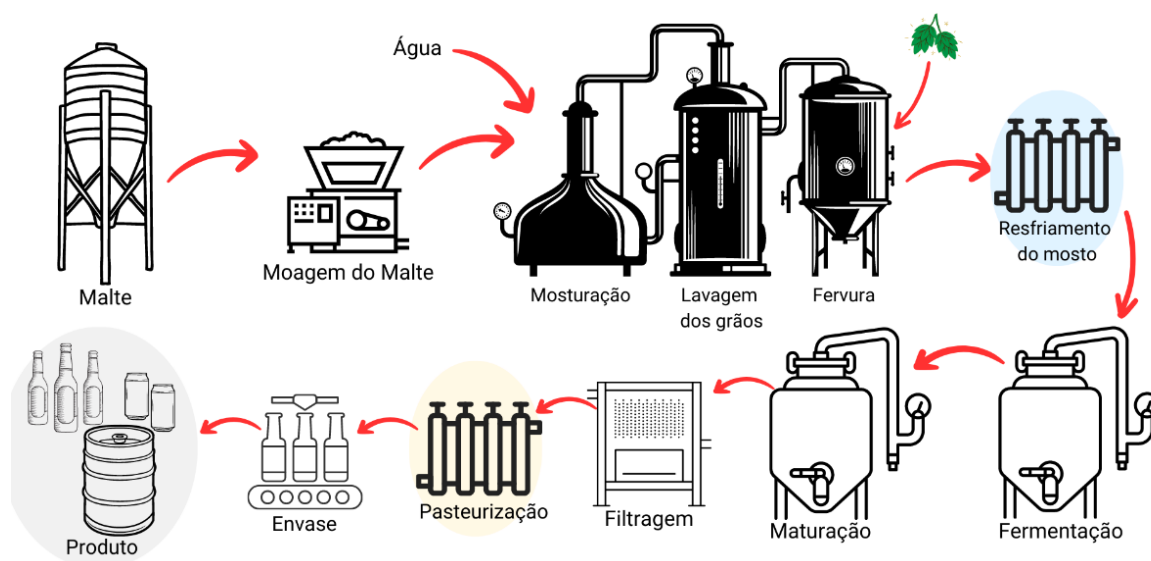 Água
Malte
Moagem do Malte
Mosturação
Lavagem
dos grãos
Fervura
Resfriamento
do mosto
Fermentação
Maturação
Filtragem
Pasteurização
Envase
Produto